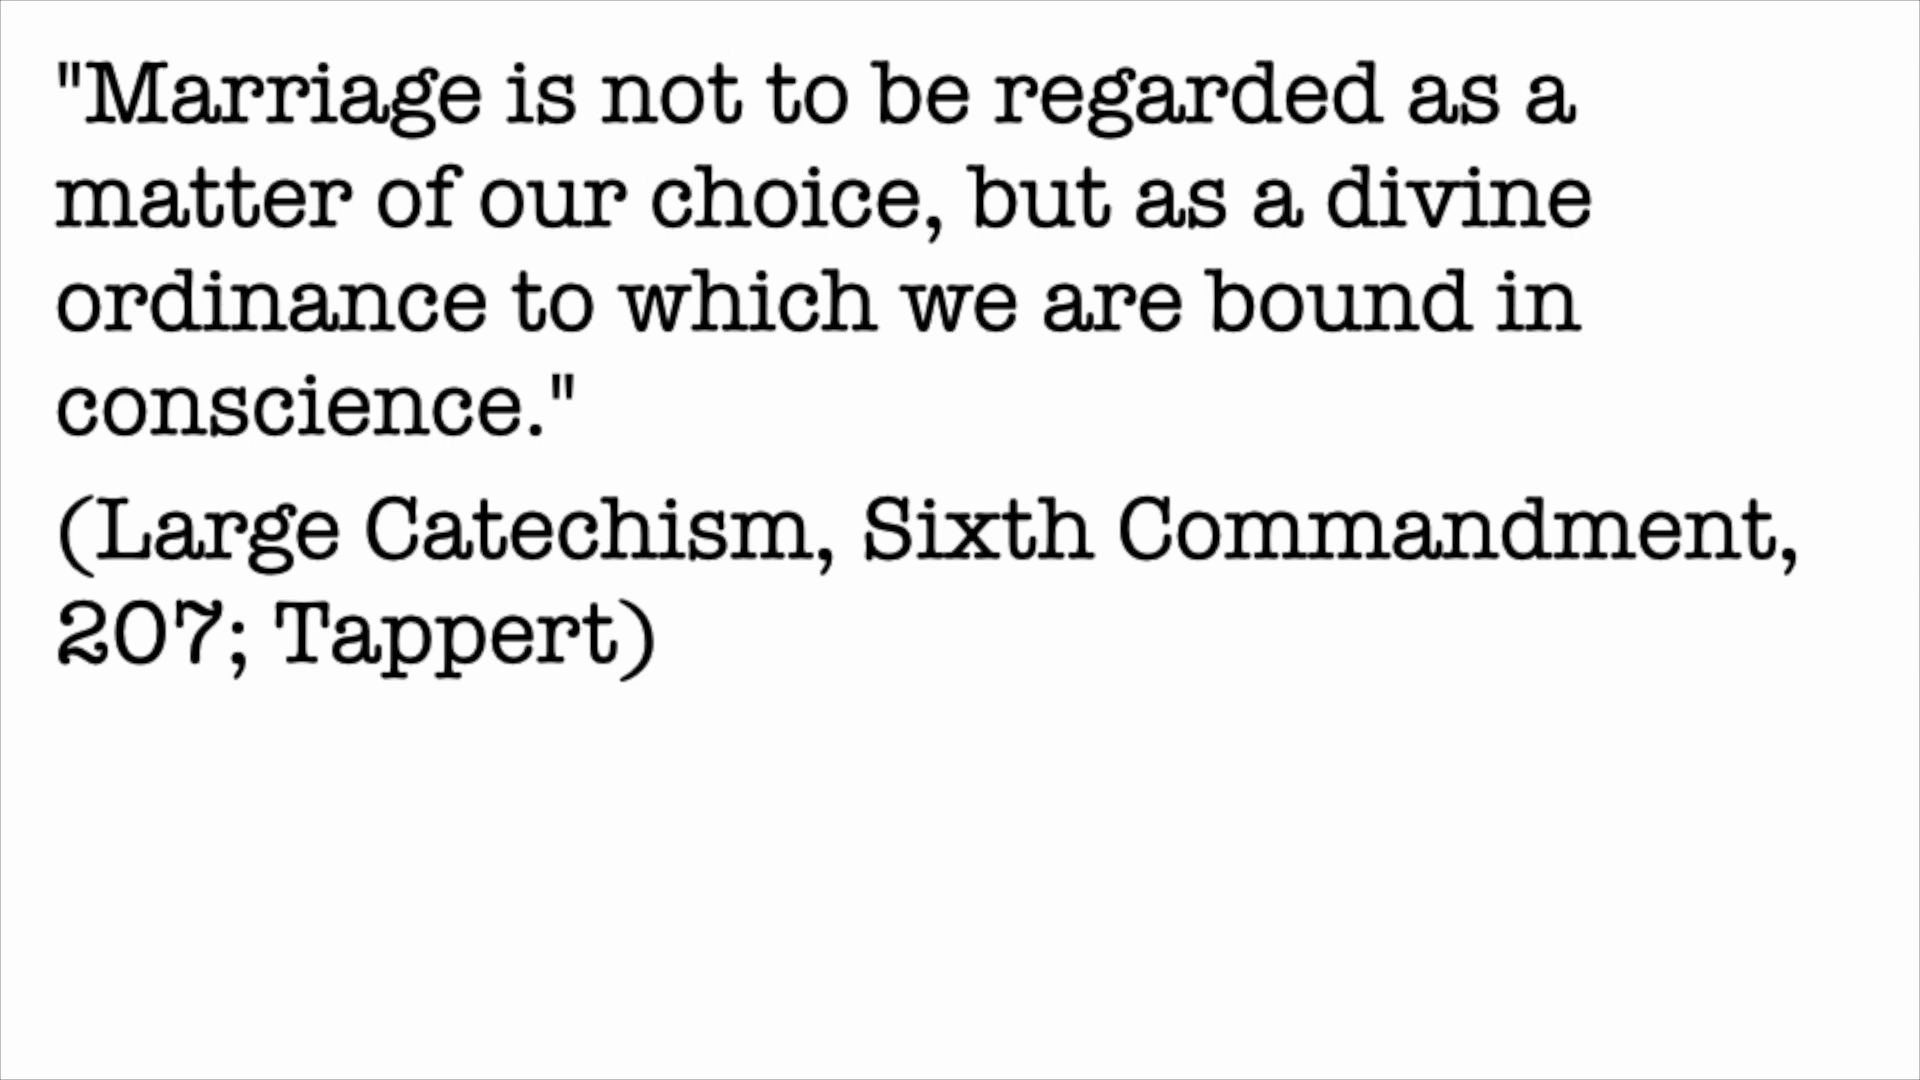 "Marriage is not to be regarded as a
matter of our choice, but as a divine
ordinance to which we are bound in
conscience."
(Large Catechism, Sixth Commandment,
207; Tappert)